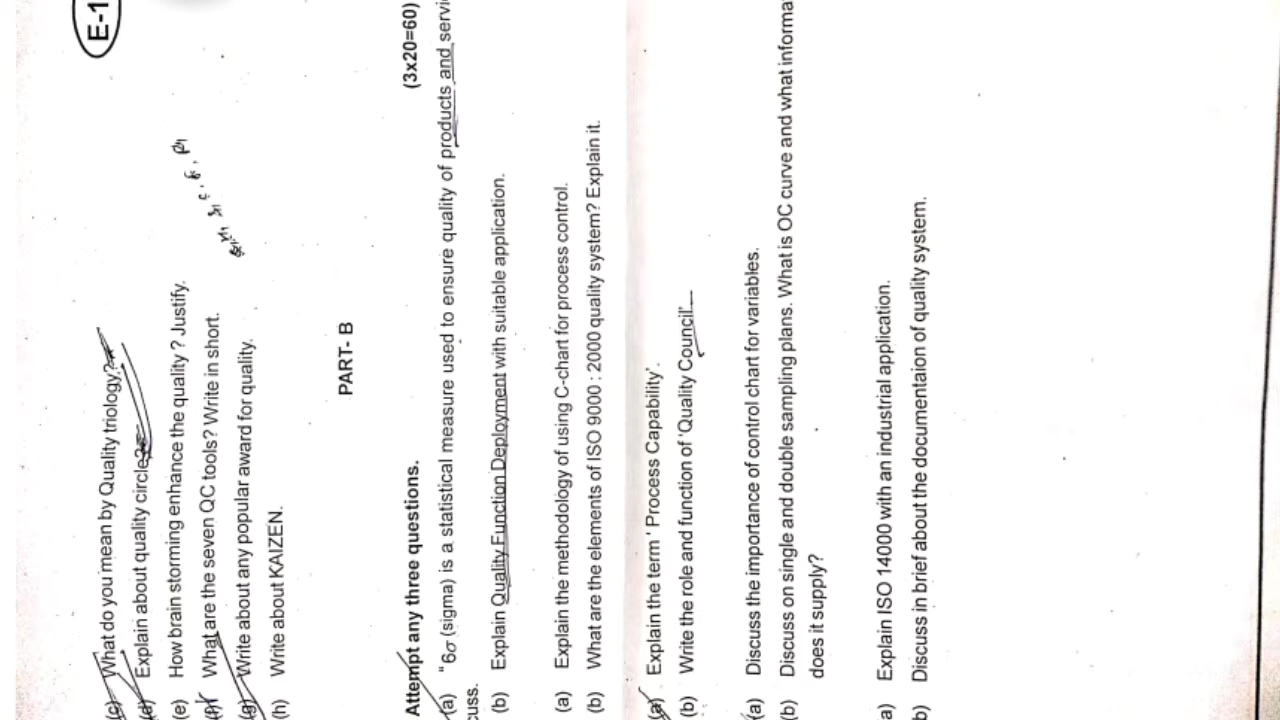 E-1
(c) What do you mean by Quality triology?
(d) Explain about quality circle?
(e) How brain storming enhance the quality ? Justify.
(f) What are the seven QC tools? Write in short.
(g) Write about any popular award for quality.
(h) Write about KAIZEN.
PART- B
Attempt any three questions. (3x20=60)
(a) " 6σ (sigma) is a statistical measure used to ensure quality of products and servi
cuss.
(b) Explain Quality Function Deployment with suitable application.
(a) Explain the methodology of using C-chart for process control.
(b) What are the elements of ISO 9000 : 2000 quality system? Explain it.
(a) Explain the term ' Process Capability'.
(b) Write the role and function of 'Quality Council'.
(a) Discuss the importance of control chart for variables.
(b) Discuss on single and double sampling plans. What is OC curve and what informa
does it supply?
a) Explain ISO 14000 with an industrial application.
b) Discuss in brief about the documentaion of quality system.